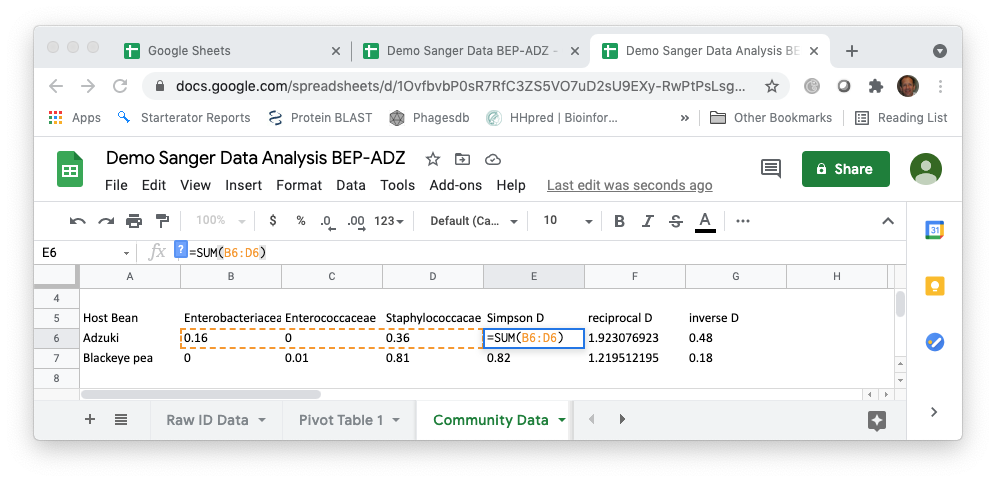 Google Sheets × Demo Sanger Data BEP-ADZ - × Demo Sanger Data Analysis BE × +
docs.google.com/spreadsheets/d/1OvfbvbP0sR7RfC3ZS5VO7uD2sU9EXy-RwPtPsLsg...
Apps Starterator Reports Protein BLAST Phagesdb HHpred | Bioinfor... » Other Bookmarks Reading List
Demo Sanger Data Analysis BEP-ADZ
Share
File Edit View Insert Format Data Tools Add-ons Help Last edit was seconds ago
100% $ % .0 .00 123 Default (Ca... 10 B I S A ...
31
E6 fx ? =SUM(B6:D6)
A B C D E F G H
4
5 Host Bean Enterobacteriacea Enterococcaceae Staphylococcacae Simpson D reciprocal D inverse D
6 Adzuki 0.16 0 0.36 =SUM(B6:D6) 1.923076923 0.48
7 Blackeye pea 0 0.01 0.81 0.82 1.219512195 0.18
8
+ Raw ID Data Pivot Table 1 Community Data